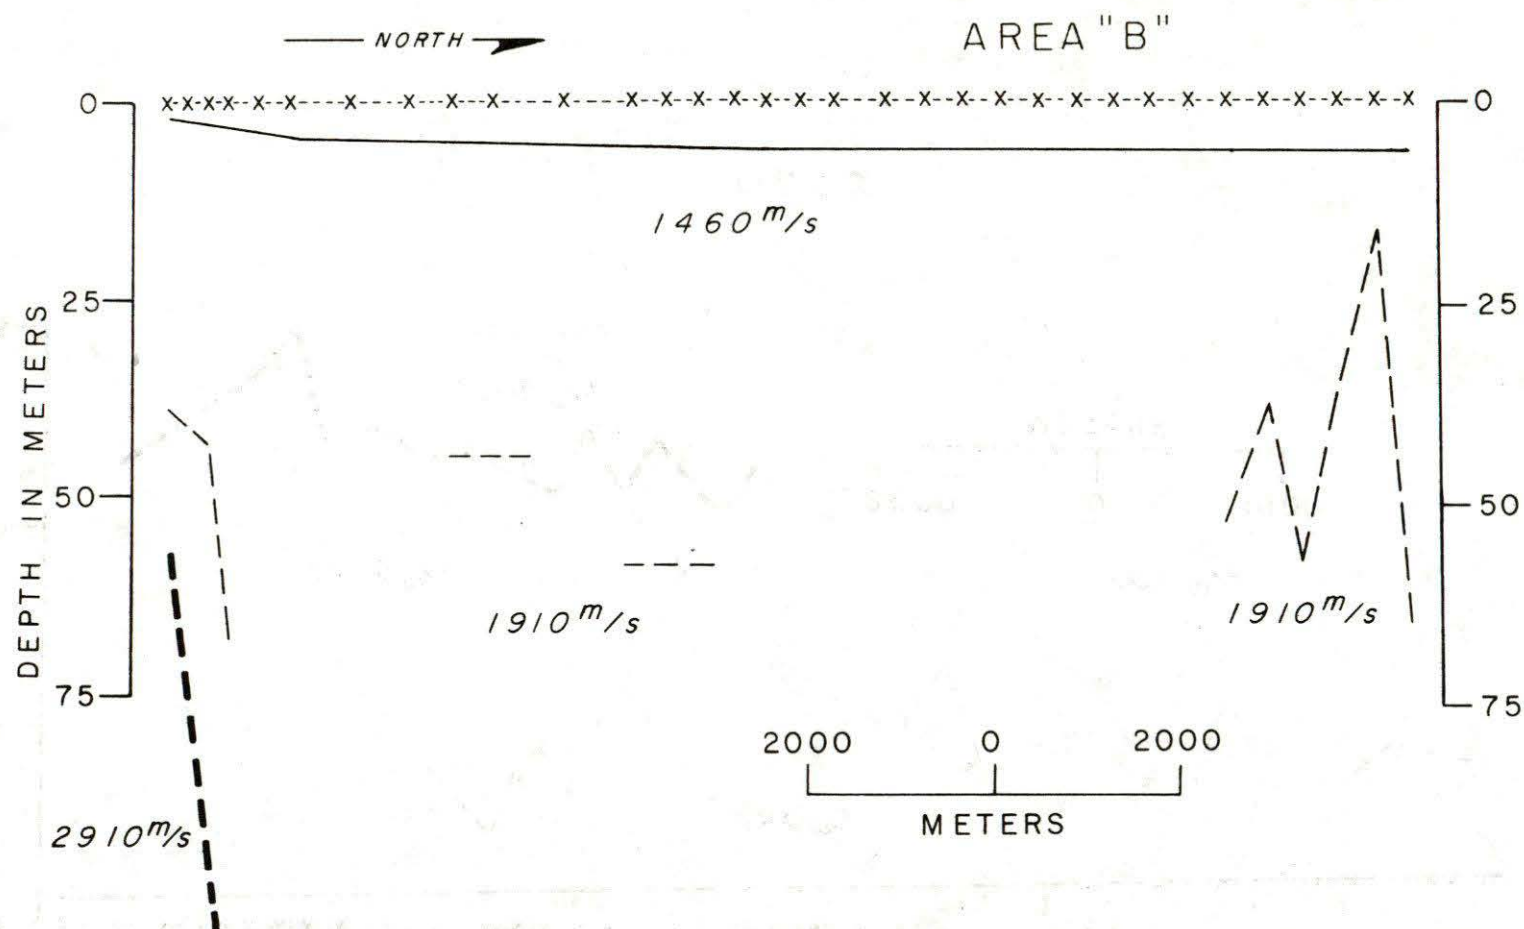 NORTH
AREA "B"
0 x-x-x-x--x--x----x----x---x---x-----x-----x--x--x--x--x--x--x---x--x--x--x--x--x--x--x--x--x--x--x--x--x--x 0
1460 m/s
25 25
DEPTH IN METERS
50 50
1910 m/s 1910 m/s
75 75
2000 0 2000
METERS
2910 m/s